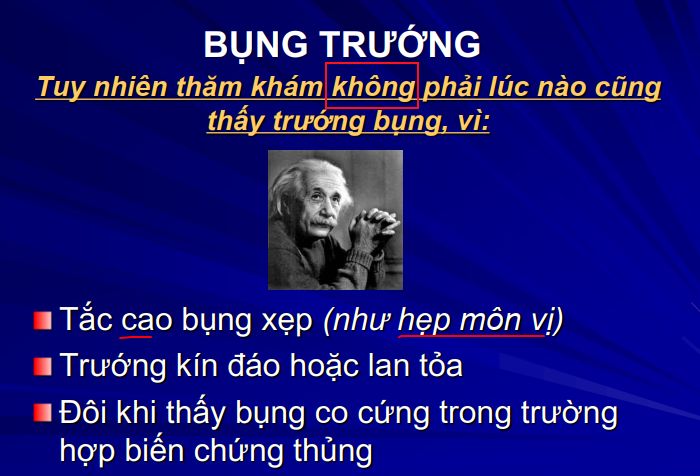 BỤNG TRƯỚNG
Tuy nhiên thăm khám không phải lúc nào cũng
thấy trướng bụng, vì:
Tắc cao bụng xẹp (như hẹp môn vị)
Trướng kín đáo hoặc lan tỏa
Đôi khi thấy bụng co cứng trong trường
hợp biến chứng thủng